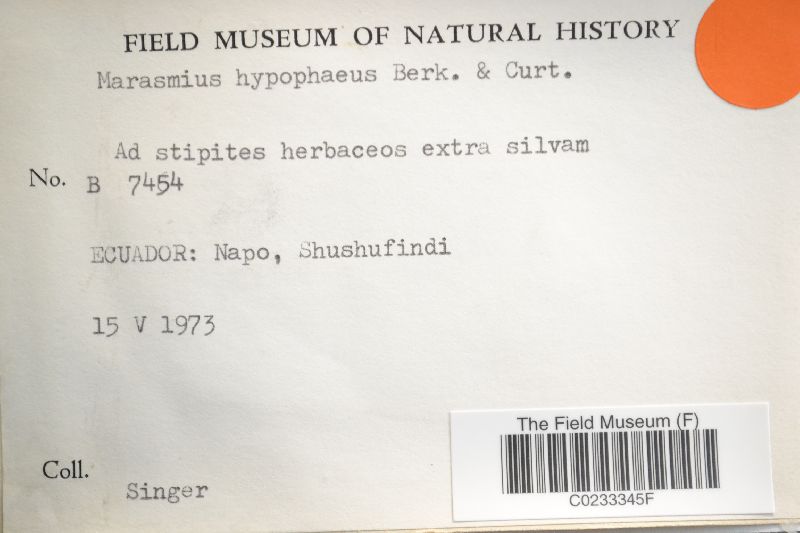 FIELD MUSEUM OF NATURAL HISTORY
Marasmius hypophaeus Berk. & Curt.
Ad stipites herbaceos extra silvam
No. B 7454
ECUADOR: Napo, Shushufindi
15 V 1973
Coll. Singer
The Field Museum (F)
C0233345F